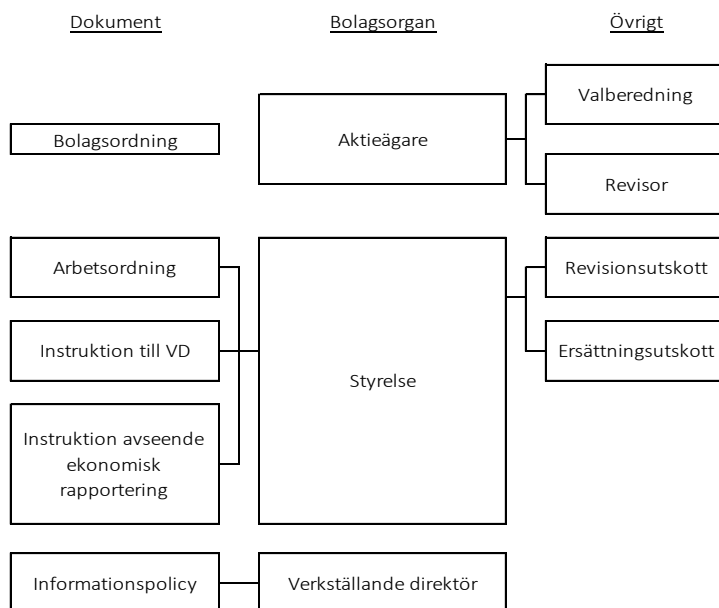 Dokument
Bolagsorgan
Övrigt
Bolagsordning
Aktieägare
Valberedning
Revisor
Arbetsordning
Instruktion till VD
Instruktion avseende
ekonomisk
rapportering
Styrelse
Revisionsutskott
Ersättningsutskott
Informationspolicy
Verkställande direktör